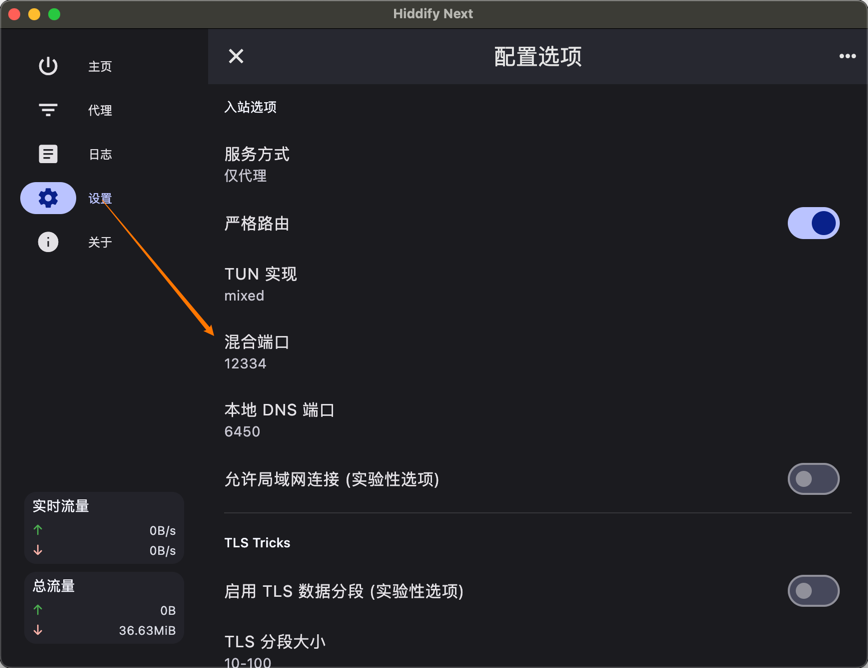 Hiddify Next
主页
代理
日志
设置
关于
实时流量
↑ 0B/s
↓ 0B/s
总流量
↑ 0B
↓ 36.63MiB
配置选项
入站选项
服务方式
仅代理
严格路由
TUN 实现
mixed
混合端口
12334
本地 DNS 端口
6450
允许局域网连接 (实验性选项)
TLS Tricks
启用 TLS 数据分段 (实验性选项)
TLS 分段大小
10-100